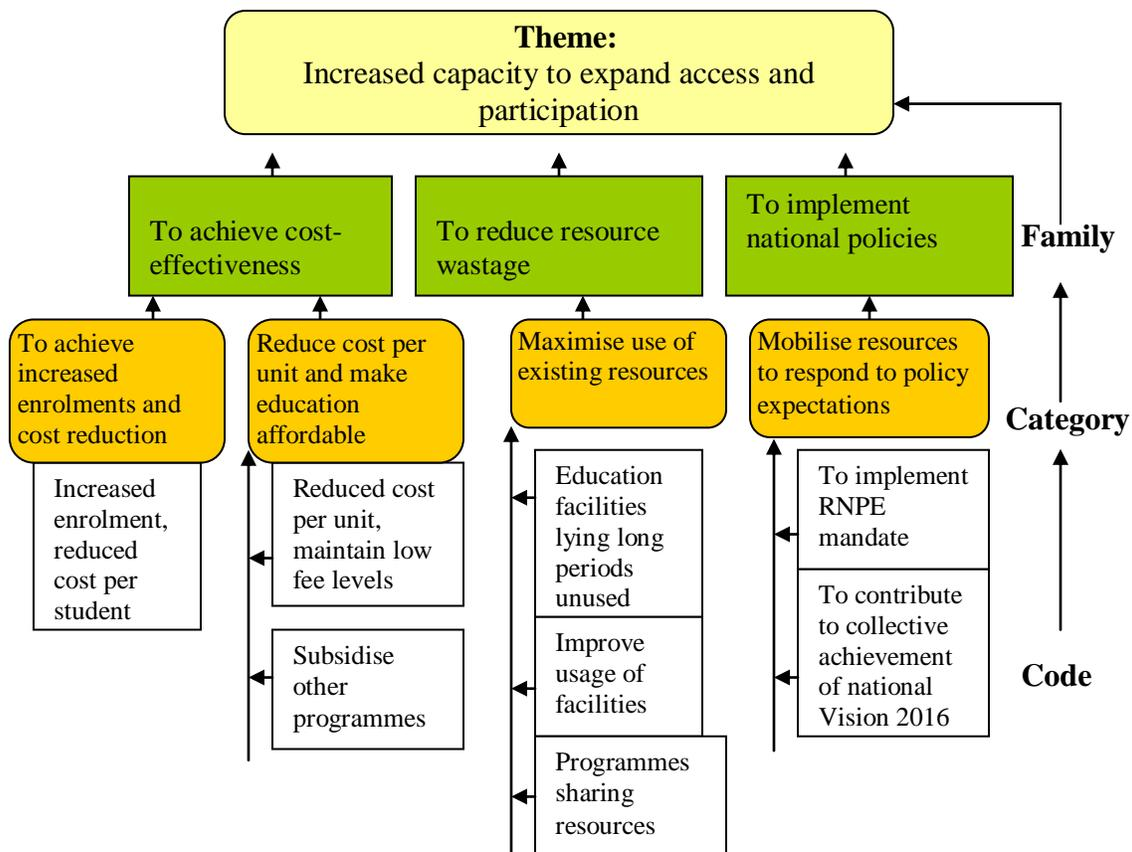 Theme:
Increased capacity to expand access and
participation
To achieve cost-
effectiveness
To reduce resource
wastage
To implement
national policies
Family
To achieve
increased
enrolments and
cost reduction
Reduce cost per
unit and make
education
affordable
Maximise use of
existing resources
Mobilise resources
to respond to policy
expectations
Category
Increased
enrolment,
reduced
cost per
student
Reduced cost
per unit,
maintain low
fee levels
Subsidise
other
programmes
Education
facilities
lying long
periods
unused
Improve
usage of
facilities
Programmes
sharing
resources
To implement
RNPE
mandate
To contribute
to collective
achievement
of national
Vision 2016
Code